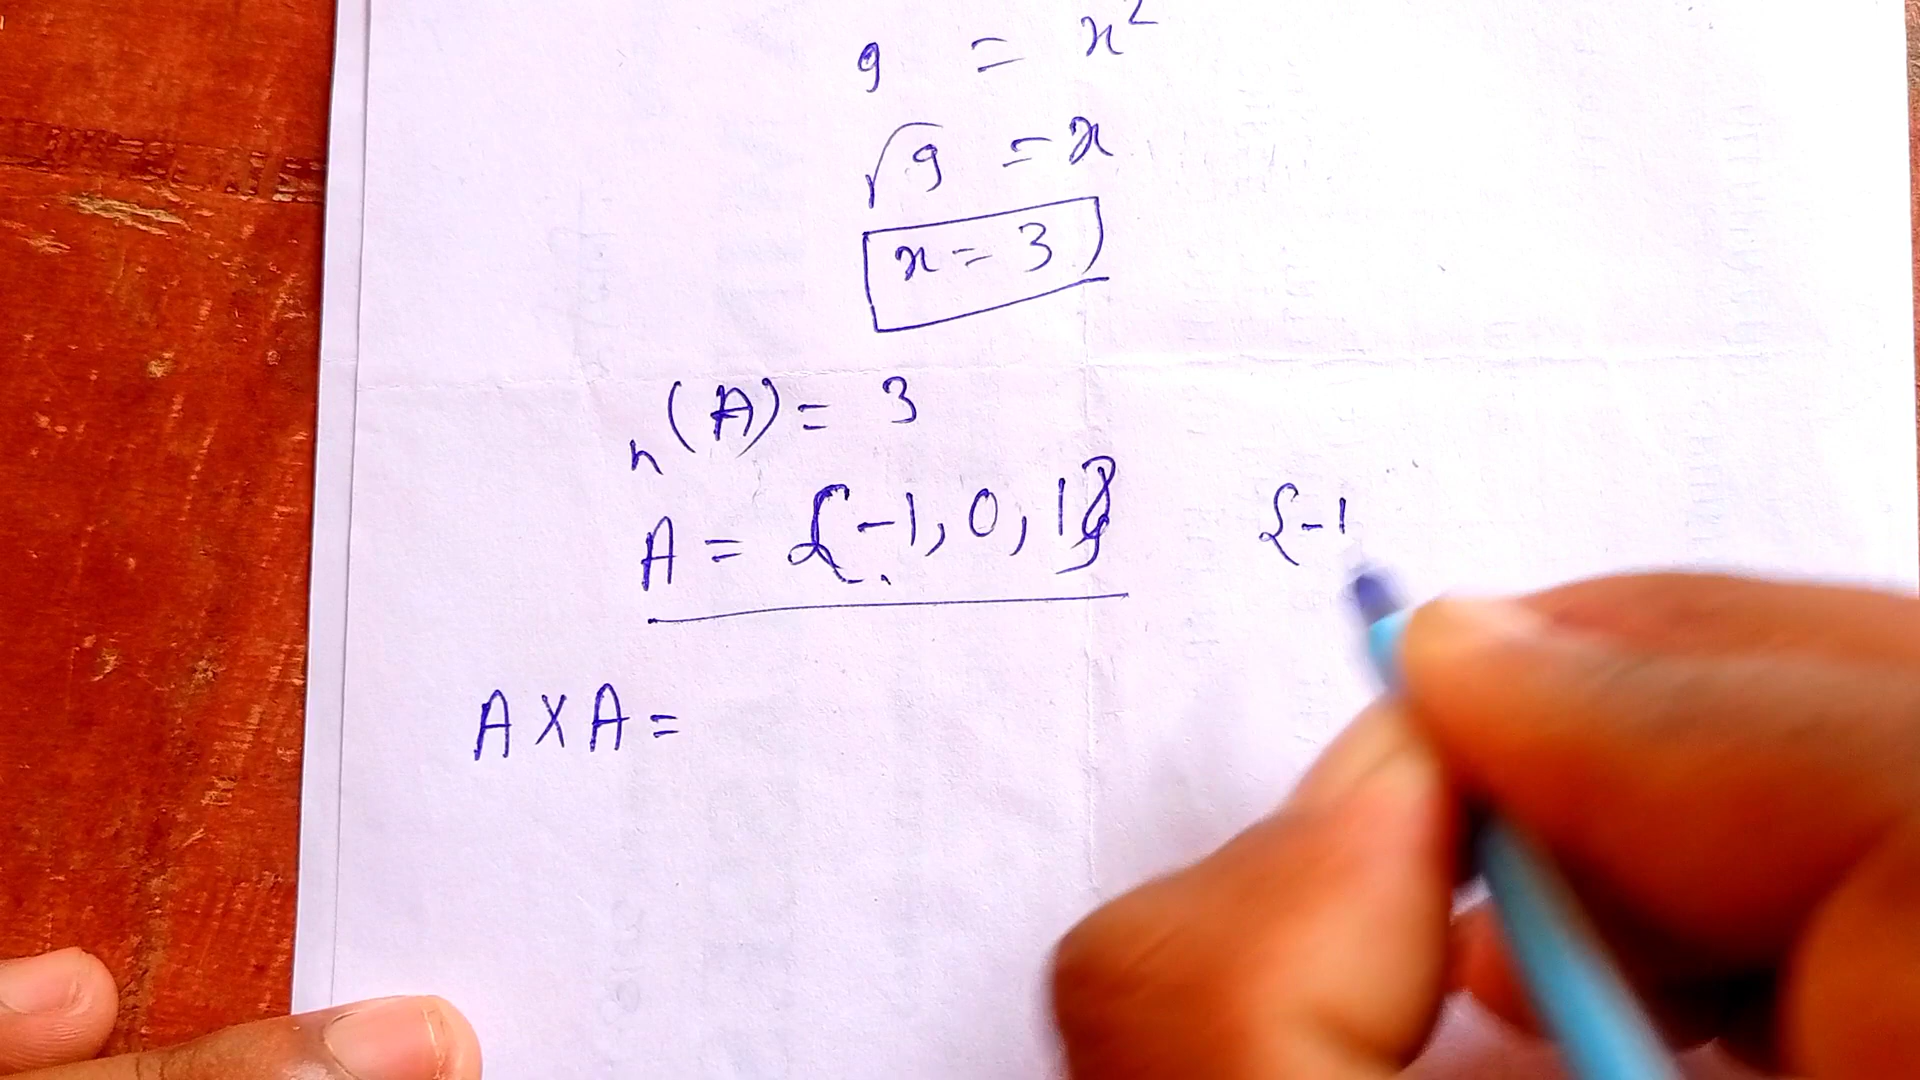 9 = x²
√9 = x
x = 3
n(A) = 3
A = {-1, 0, 1} {-1
A X A =